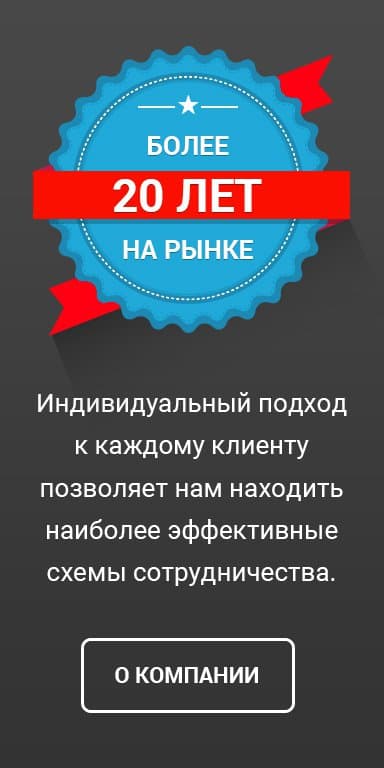 БОЛЕЕ
20 ЛЕТ
НА РЫНКЕ
Индивидуальный подход
к каждому клиенту
позволяет нам находить
наиболее эффективные
схемы сотрудничества.
О КОМПАНИИ